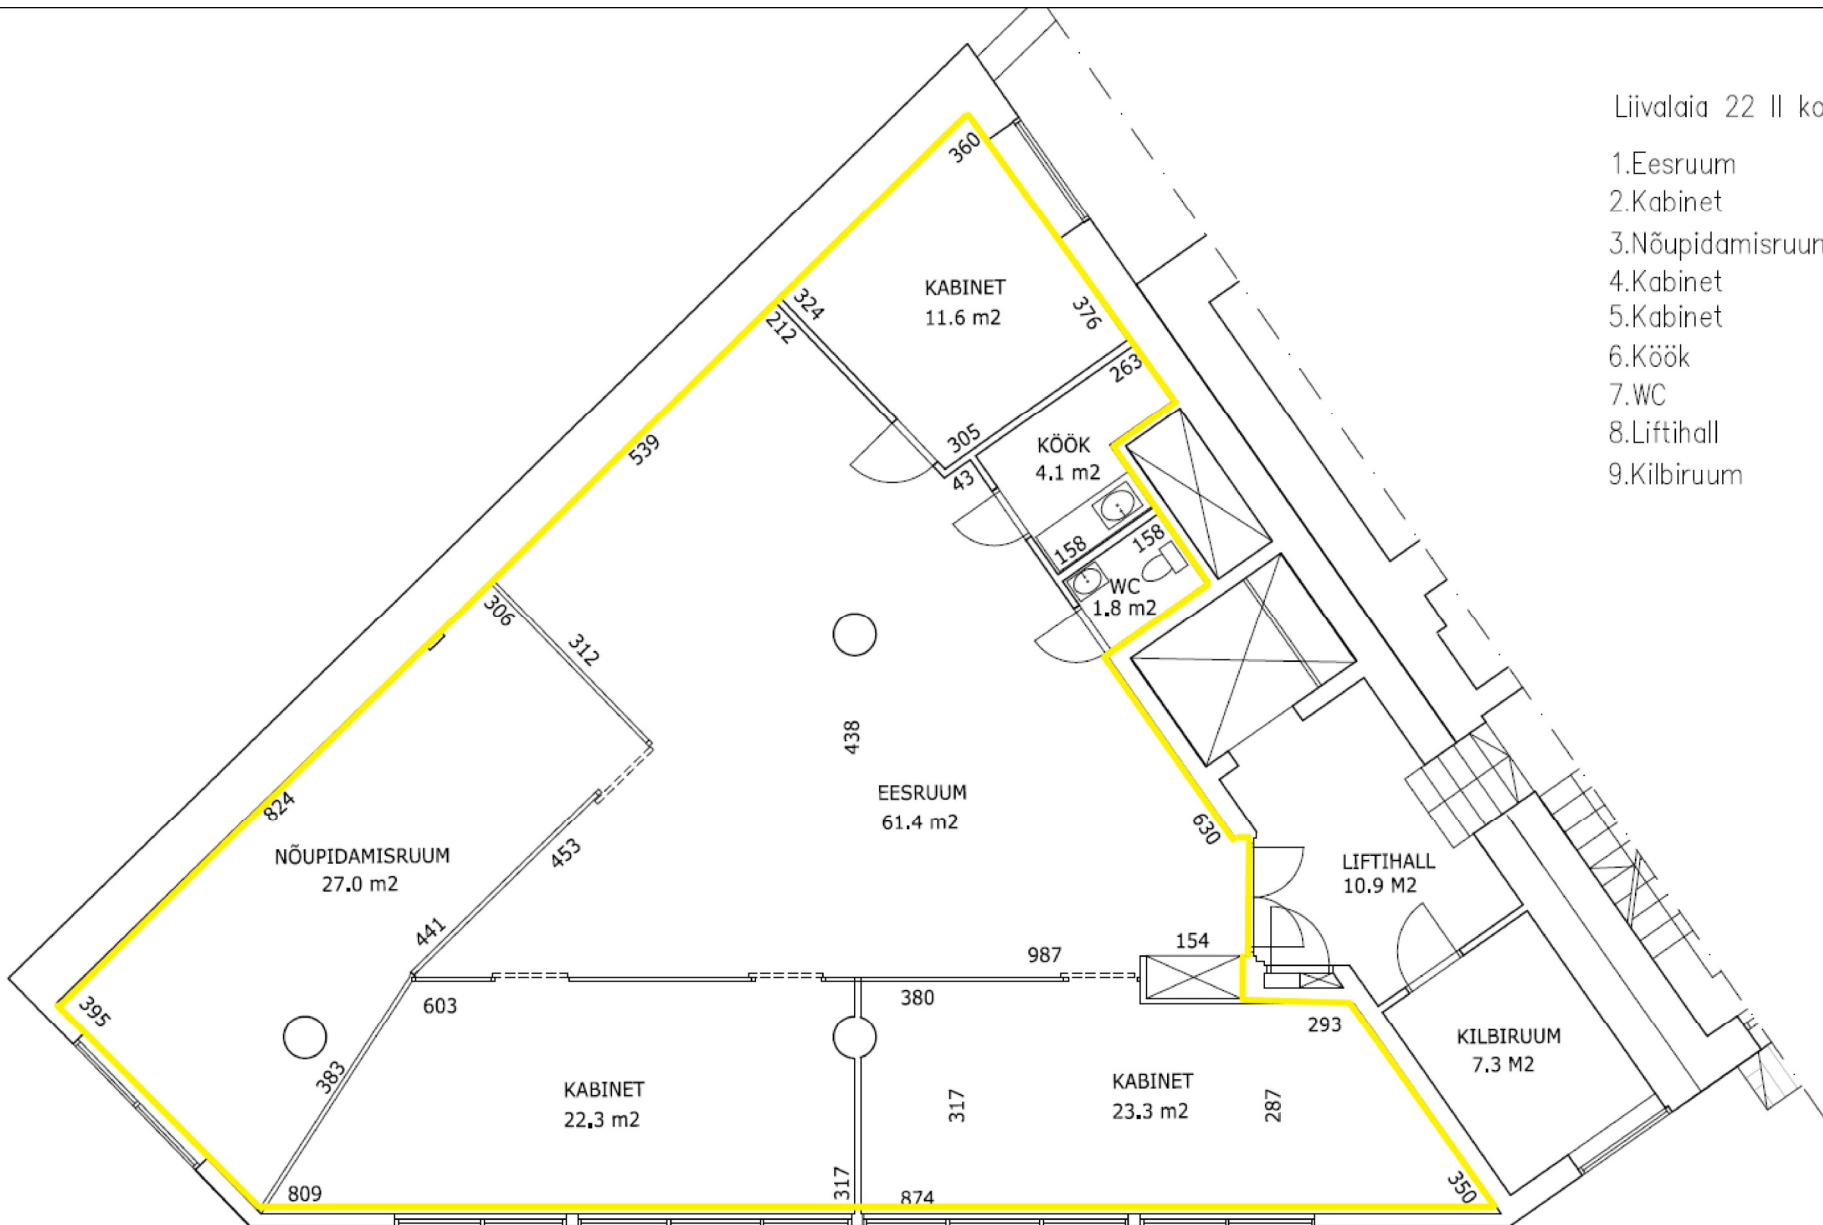 Liivalaia 22 II ko
1.Eesruum
2.Kabinet
3.Nõupidamisruun
4.Kabinet
5.Kabinet
6.Köök
7.WC
8.Liftihall
9.Kilbiruum
360
324
212
KABINET
11.6 m2
376
263
539
305
43
KÖÖK
4.1 m2
158
158
WC
1.8 m2
306
312
438
EESRUUM
61.4 m2
630
824
453
NÕUPIDAMISRUUM
27.0 m2
LIFTIHALL
10.9 M2
441
154
987
395
603
380
293
KILBIRUUM
7.3 M2
383
KABINET
22.3 m2
317
KABINET
23.3 m2
287
809
317
874
350